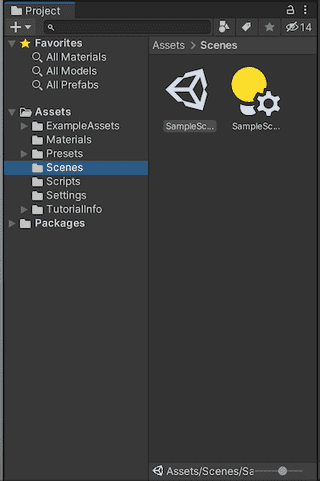 Project
14
Favorites
All Materials
All Models
All Prefabs
Assets
ExampleAssets
Materials
Presets
Scenes
Scripts
Settings
TutorialInfo
Packages
Assets > Scenes
SampleSc...
SampleSc...
Assets/Scenes/Sa